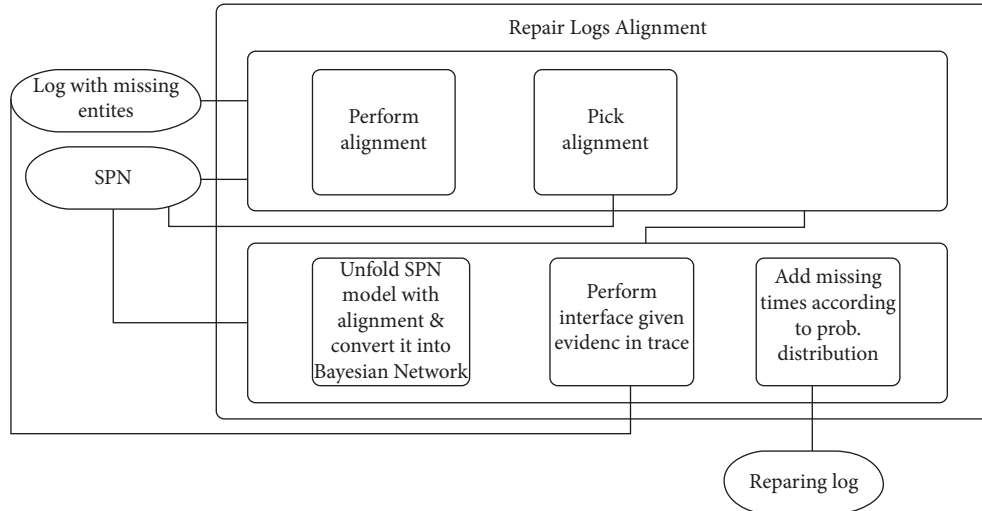 Repair Logs Alignment
Log with missing
entites
Perform
alignment
Pick
alignment
SPN
Unfold SPN
model with
alignment &
convert it into
Bayesian Network
Perform
interface given
evidenc in trace
Add missing
times according
to prob.
distribution
Reparing log